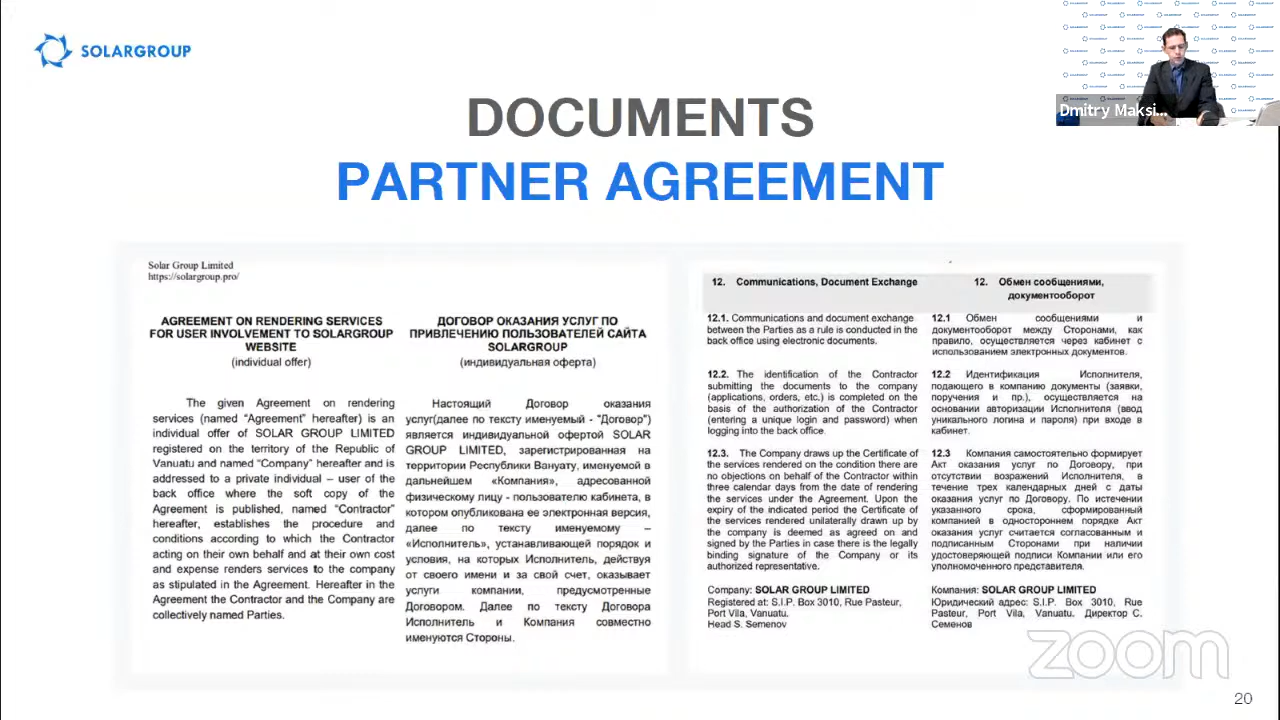 SOLARGROUP
Dmitry Maksi...
DOCUMENTS
PARTNER AGREEMENT
Solar Group Limited
https://solargroup.pro/
AGREEMENT ON RENDERING SERVICES
FOR USER INVOLVEMENT TO SOLARGROUP
WEBSITE
(individual offer)
The given Agreement on rendering
services (named “Agreement” hereafter) is an
individual offer of SOLAR GROUP LIMITED
registered on the territory of the Republic of
Vanuatu and named “Company” hereafter and is
addressed to a private individual – user of the
back office where the soft copy of the
Agreement is published, named “Contractor”
hereafter, establishes the procedure and
conditions according to which the Contractor
acting on their own behalf and at their own cost
and expense renders services to the company
as stipulated in the Agreement. Hereafter in the
Agreement the Contractor and the Company are
collectively named Parties.
ДОГОВОР ОКАЗАНИЯ УСЛУГ ПО
ПРИВЛЕЧЕНИЮ ПОЛЬЗОВАТЕЛЕЙ САЙТА
SOLARGROUP
(индивидуальная оферта)
Настоящий Договор оказания
услуг(далее по тексту именуемый - "Договор")
является индивидуальной офертой SOLAR
GROUP LIMITED, зарегистрированная на
территории Республики Вануату, именуемой в
дальнейшем «Компания», адресованной
физическому лицу - пользователю кабинета, в
котором опубликована ее электронная версия,
далее по тексту именуемому –
«Исполнитель», устанавливающей порядок и
условия, на которых Исполнитель, действуя
от своего имени и за свой счет, оказывает
услуги компании, предусмотренные
Договором. Далее по тексту Договора
Исполнитель и Компания совместно
именуются Стороны.
12. Communications, Document Exchange
12.1. Communications and document exchange
between the Parties as a rule is conducted in the
back office using electronic documents.
12.2. The identification of the Contractor
submitting the documents to the company
(applications, orders, etc.) is completed on the
basis of the authorization of the Contractor
(entering a unique login and password) when
logging into the back office.
12.3. The Company draws up the Certificate of
the services rendered on the condition there are
no objections on behalf of the Contractor within
three calendar days from the date of rendering
the services under the Agreement. Upon the
expiry of the indicated period the Certificate of
the services rendered unilaterally drawn up by
the company is deemed as agreed on and
signed by the Parties in case there is the legally
binding signature of the Company or its
authorized representative.
Company: SOLAR GROUP LIMITED
Registered at: S.I.P. Box 3010, Rue Pasteur,
Port Vila, Vanuatu.
Head S. Semenov
12. Обмен сообщениями,
документооборот
12.1 Обмен сообщениями и
документооборот между Сторонами, как
правило, осуществляется через кабинет с
использованием электронных документов.
12.2 Идентификация Исполнителя,
подающего в компанию документы (заявки,
поручения и пр.), осуществляется на
основании авторизации Исполнителя (ввод
уникального логина и пароля) при входе в
кабинет.
12.3 Компания самостоятельно формирует
Акт оказания услуг по Договору, при
отсутствии возражений Исполнителя, в
течение трех календарных дней с даты
оказания услуг по Договору. По истечении
указанного срока, сформированный
компанией в одностороннем порядке Акт
оказания услуг считается согласованным и
подписанным Сторонами при наличии
удостоверяющей подписи Компании или его
уполномоченного представителя.
Компания: SOLAR GROUP LIMITED
Юридический адрес: S.I.P. Box 3010, Rue
Pasteur, Port Vila, Vanuatu. Директор С.
Семенов
zoom
20